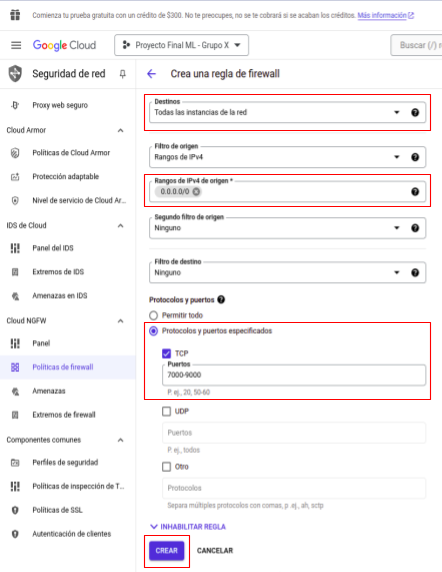 Comienza tu prueba gratuita con un crédito de $300. No te preocupes, no se te cobrará si se acaban los créditos. Más información
Google Cloud
Proyecto Final ML - Grupo X
Buscar (/) r
Seguridad de red
Crea una regla de firewall
Proxy web seguro
Cloud Armor
Políticas de Cloud Armor
Protección adaptable
Nivel de servicio de Cloud Ar...
IDS de Cloud
Panel del IDS
Extremos de IDS
Amenazas en IDS
Cloud NGFW
Panel
Políticas de firewall
Amenazas
Extremos de firewall
Componentes comunes
Perfiles de seguridad
Políticas de inspección de T...
Políticas de SSL
Autenticación de clientes
Destinos
Todas las instancias de la red
Filtro de origen
Rangos de IPv4
Rangos de IPv4 de origen *
0.0.0.0/0
Segundo filtro de origen
Ninguno
Filtro de destino
Ninguno
Protocolos y puertos
Permitir todo
Protocolos y puertos especificados
TCP
Puertos
7000-9000
P. ej., 20, 50-60
UDP
Puertos
P. ej., todos
Otro
Protocolos
Separa múltiples protocolos con comas, p .ej., ah, sctp
INHABILITAR REGLA
CREAR
CANCELAR